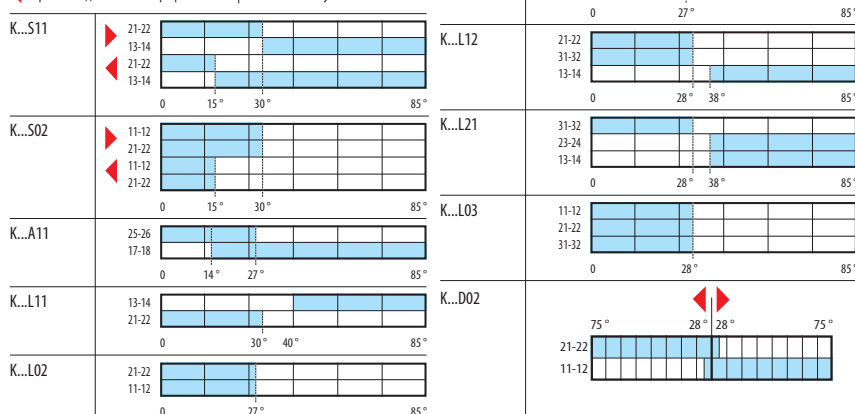 K...S11
21-22
13-14
21-22
13-14
0 15° 30° 85°
K...S02
11-12
21-22
11-12
21-22
0 15° 30° 85°
K...A11
25-26
17-18
0 14° 27° 85°
K...L11
13-14
21-22
0 30° 40° 85°
K...L02
21-22
11-12
0 27° 85°
0 27° 85°
K...L12
21-22
31-32
13-14
0 28° 38° 85°
K...L21
31-32
23-24
13-14
0 28° 38° 85°
K...L03
11-12
21-22
31-32
0 28° 85°
K...D02
75° 28° 28° 75°
21-22
11-12